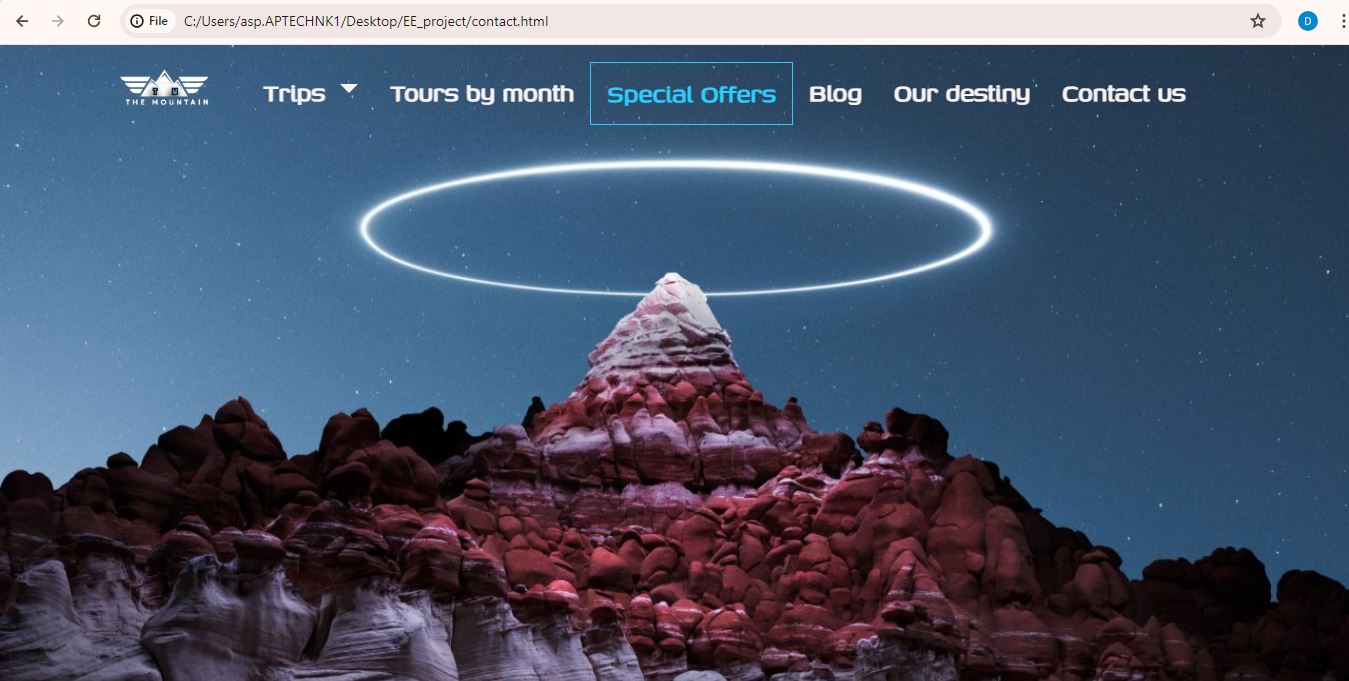 File C:/Users/asp.APTECHNK1/Desktop/EE_project/contact.html D
T M
THE MOUNTAIN
Trips Tours by month Special Offers Blog Our destiny Contact us